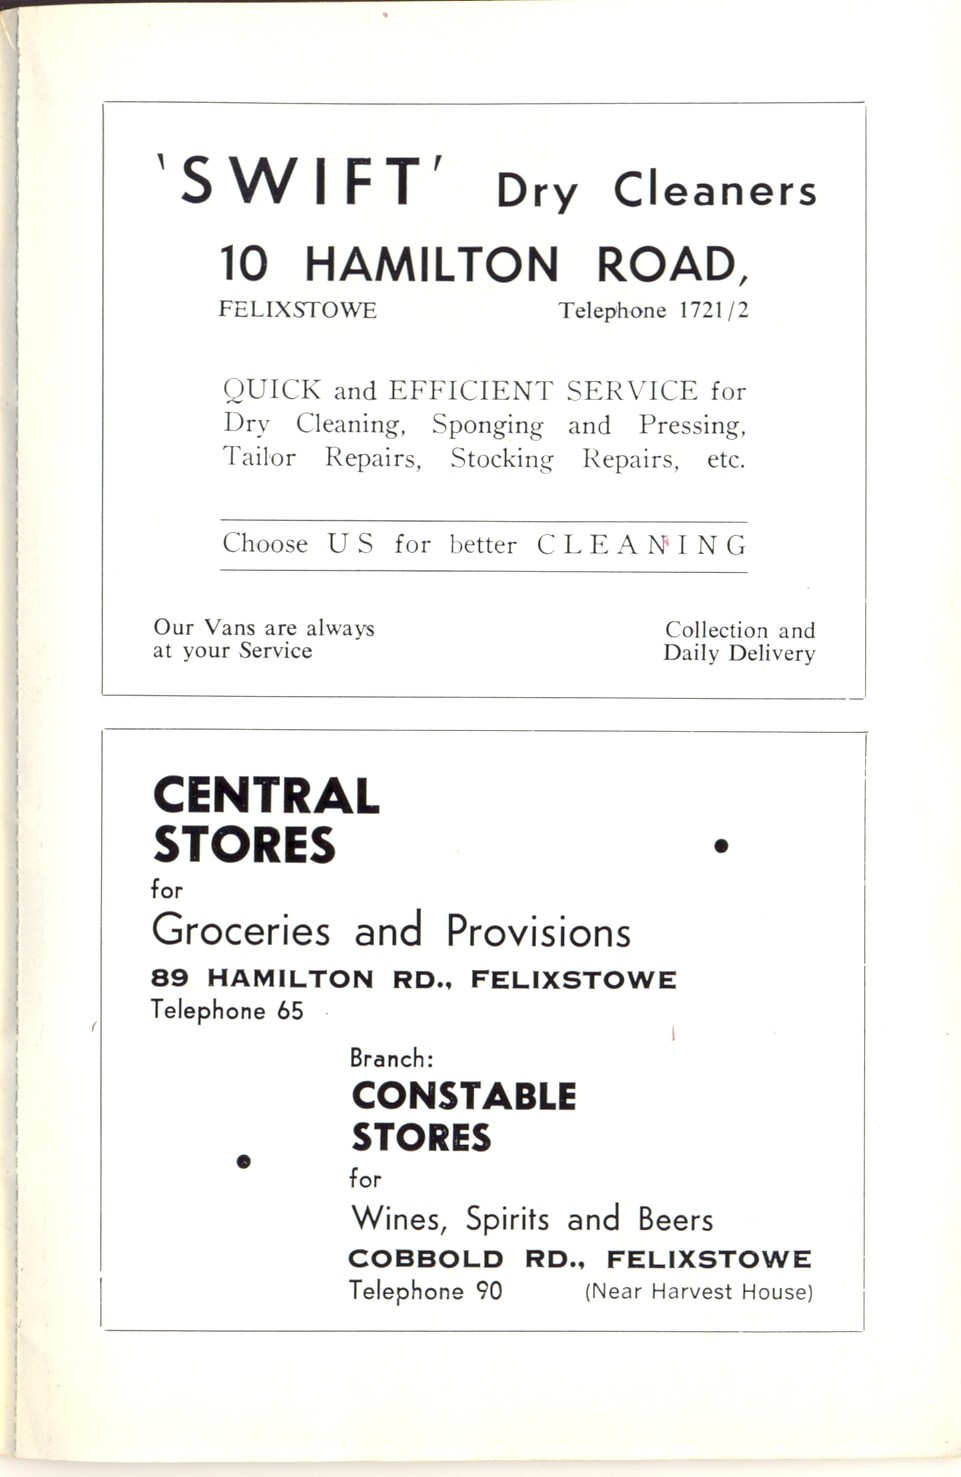 'SWIFT' Dry Cleaners
10 HAMILTON ROAD,
FELIXSTOWE Telephone 1721/2
QUICK and EFFICIENT SERVICE for
Dry Cleaning, Sponging and Pressing,
Tailor Repairs, Stocking Repairs, etc.
Choose US for better CLEANING
Our Vans are always
at your Service
Collection and
Daily Delivery
CENTRAL
STORES
for
Groceries and Provisions
89 HAMILTON RD., FELIXSTOWE
Telephone 65
Branch:
CONSTABLE
STORES
for
Wines, Spirits and Beers
COBBOLD RD., FELIXSTOWE
Telephone 90 (Near Harvest House)